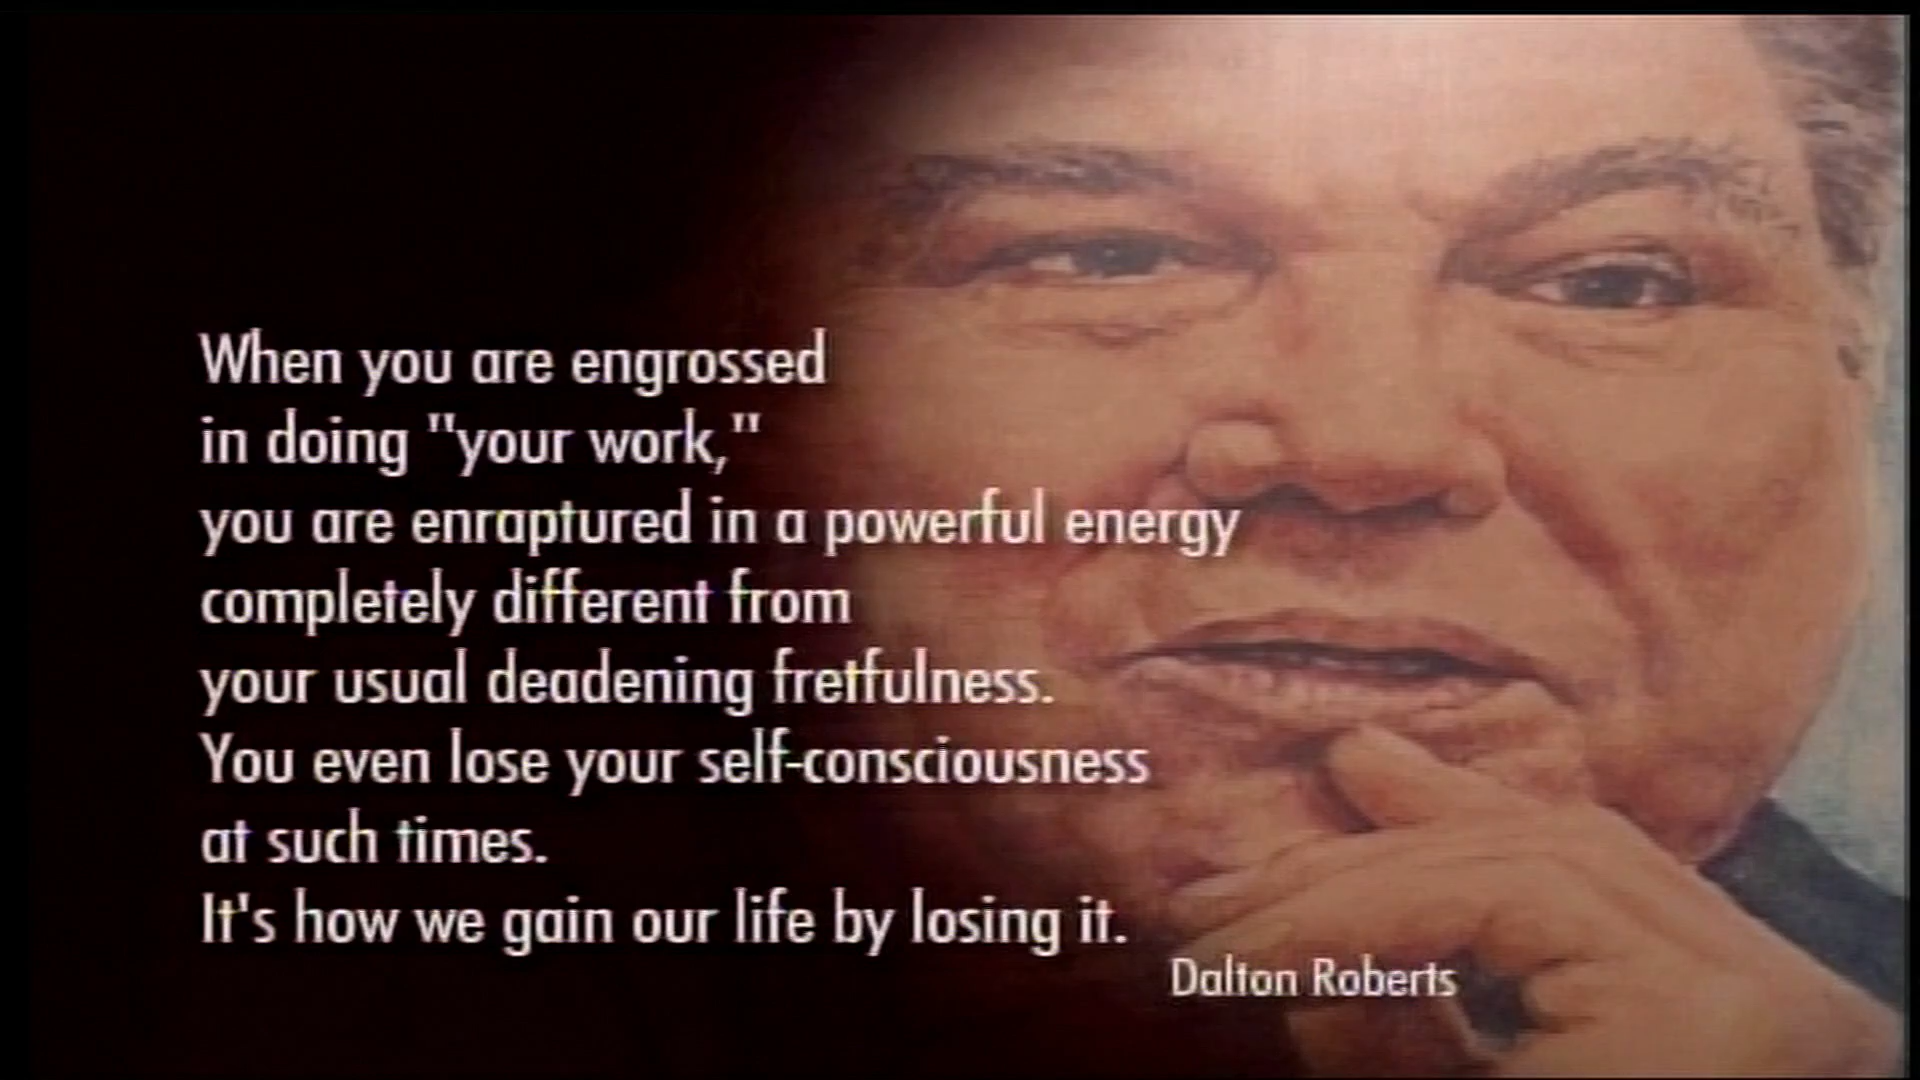 When you are engrossed
in doing "your work,"
you are enraptured in a powerful energy
completely different from
your usual deadening fretfulness.
You even lose your self-consciousness
at such times.
It's how we gain our life by losing it.
Dalton Roberts